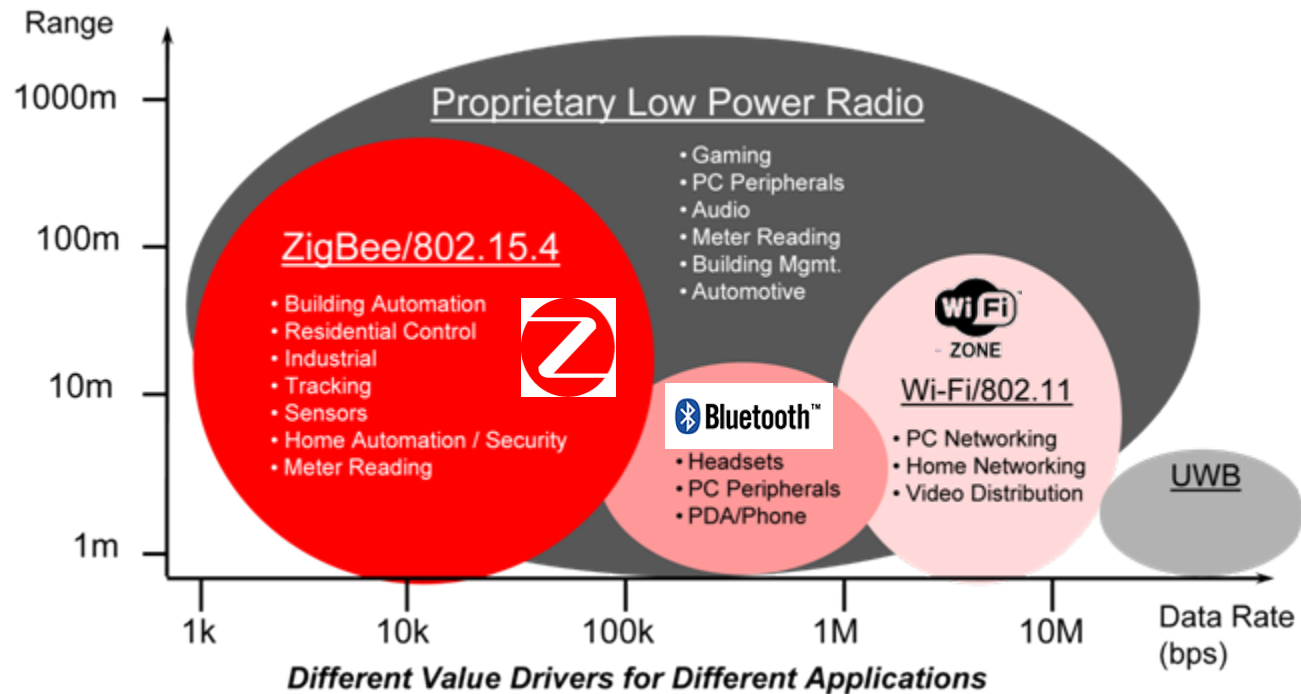 Range
1000m
100m
10m
1m
Proprietary Low Power Radio
• Gaming
• PC Peripherals
• Audio
• Meter Reading
• Building Mgmt.
• Automotive
ZigBee/802.15.4
• Building Automation
• Residential Control
• Industrial
• Tracking
• Sensors
• Home Automation / Security
• Meter Reading
Bluetooth™
• Headsets
• PC Peripherals
• PDA/Phone
Wi Fi™
- ZONE
Wi-Fi/802.11
• PC Networking
• Home Networking
• Video Distribution
UWB
1k
10k
100k
1M
10M
Data Rate
(bps)
Different Value Drivers for Different Applications